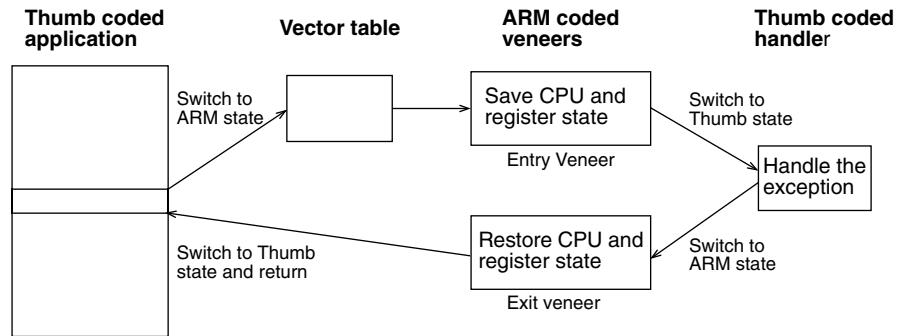 Thumb coded
application
Vector table
ARM coded
veneers
Thumb coded
handler
Switch to
ARM state
Save CPU and
register state
Entry Veneer
Switch to
Thumb state
Handle the
exception
Switch to Thumb
state and return
Restore CPU and
register state
Exit veneer
Switch to
ARM state